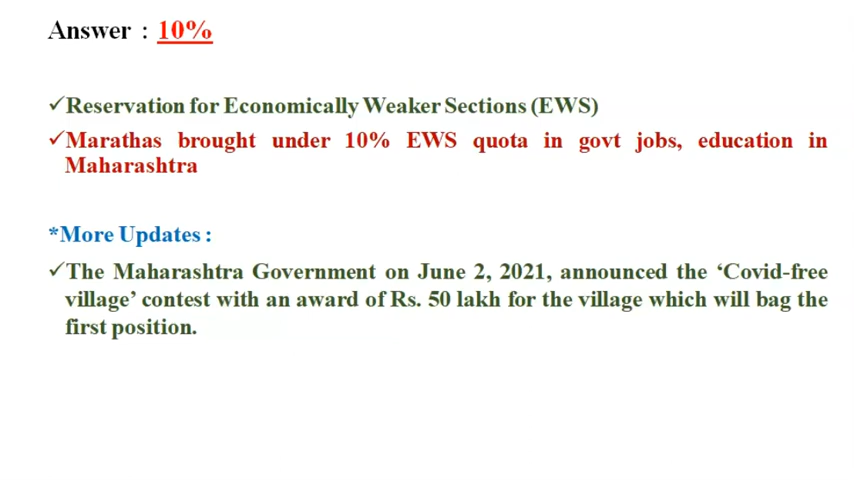 Answer : 10%
✓Reservation for Economically Weaker Sections (EWS)
✓Marathas brought under 10% EWS quota in govt jobs, education in
Maharashtra
*More Updates :
✓The Maharashtra Government on June 2, 2021, announced the ‘Covid-free
village’ contest with an award of Rs. 50 lakh for the village which will bag the
first position.